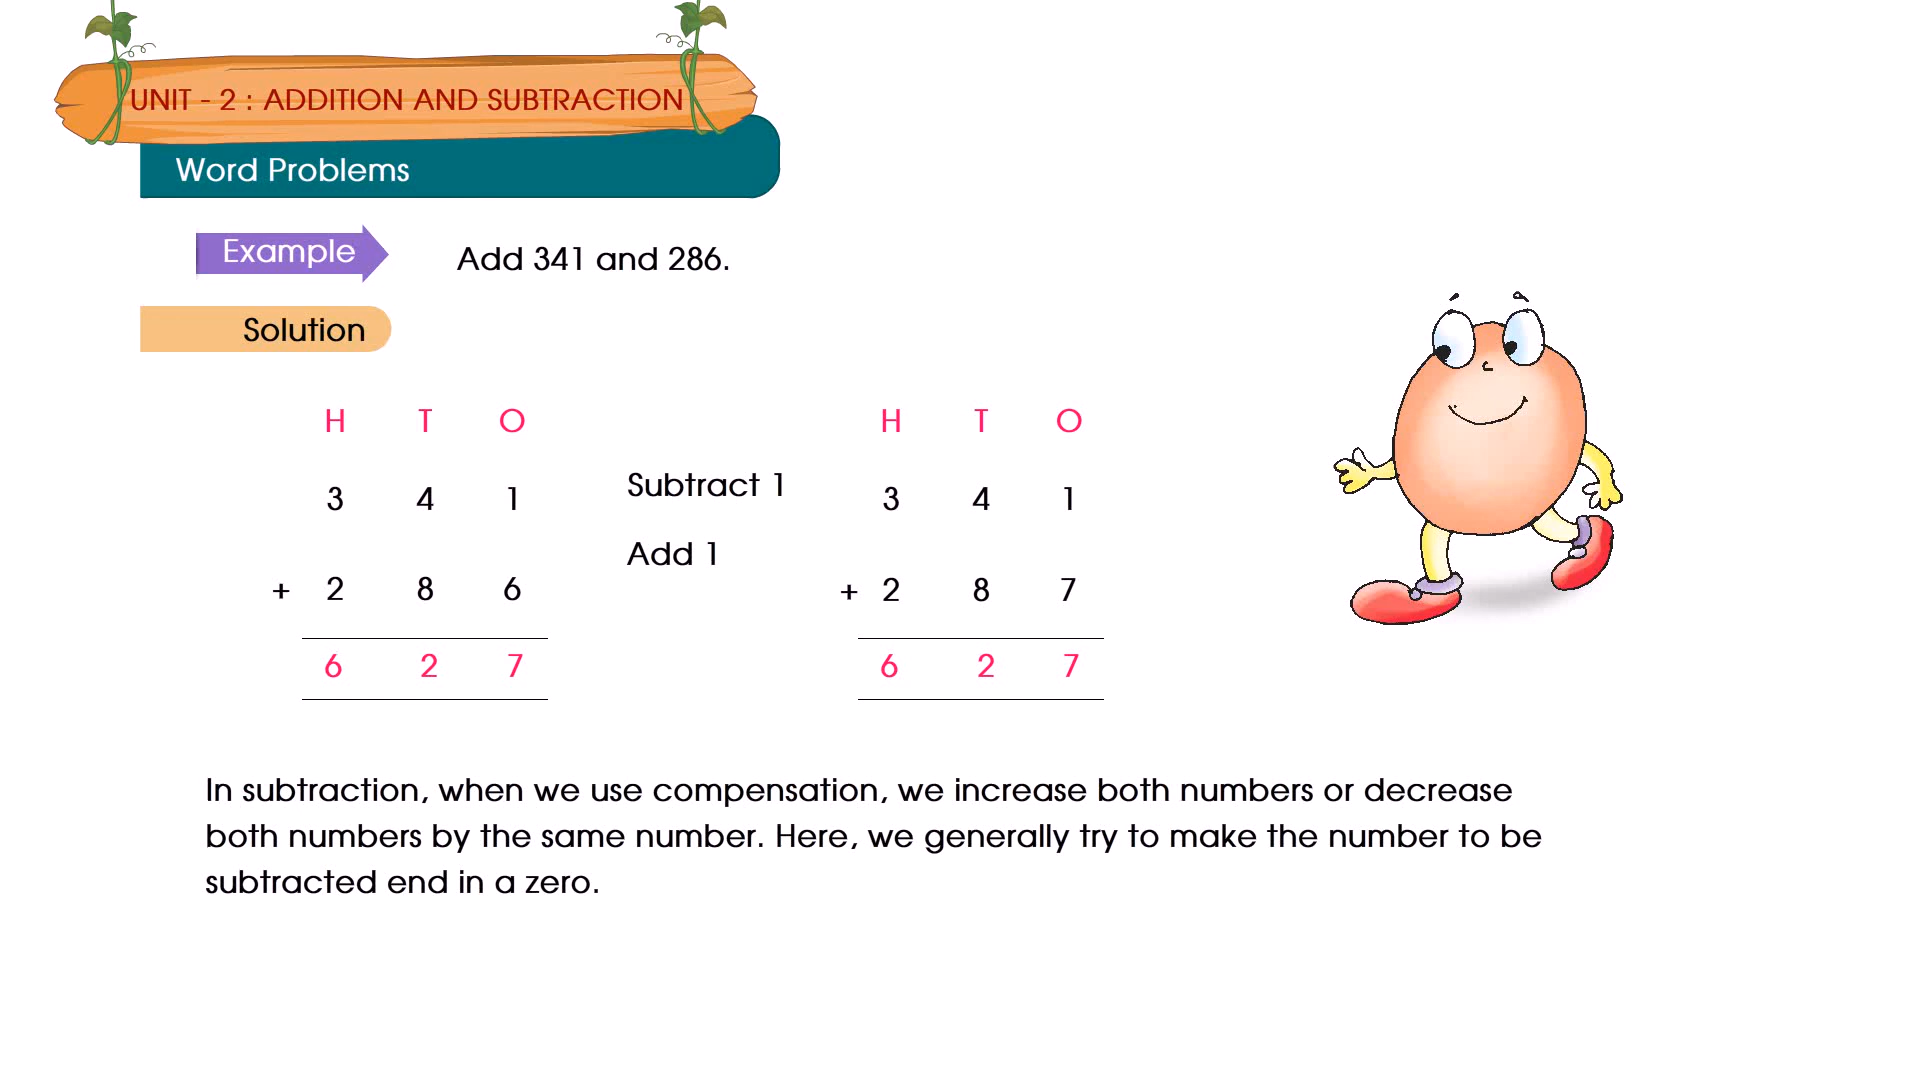 UNIT - 2 : ADDITION AND SUBTRACTION
Word Problems
Example
Add 341 and 286.
Solution
H T O
3 4 1
+ 2 8 6
6 2 7
Subtract 1
Add 1
H T O
3 4 1
+ 2 8 7
6 2 7
In subtraction, when we use compensation, we increase both numbers or decrease
both numbers by the same number. Here, we generally try to make the number to be
subtracted end in a zero.